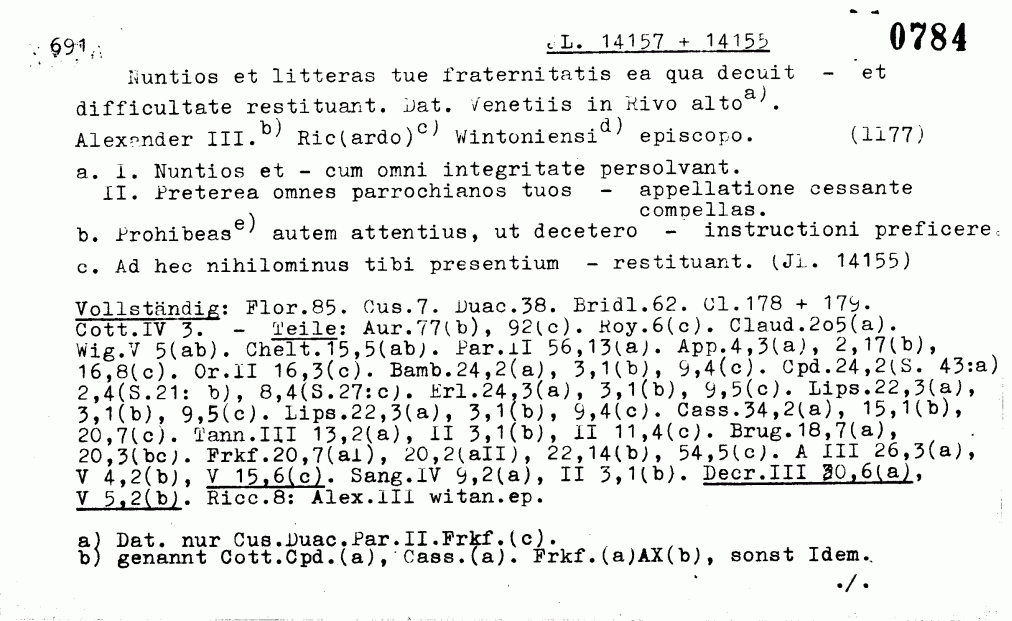 691. JL. 14157 + 14155 0784
Nuntios et litteras tue fraternitatis ea qua decuit - et
difficultate restituant. Dat. Venetiis in Rivo alto a).
Alexander III. b) Ric(ardo) c) Wintoniensi d) episcopo. (1177)
a. I. Nuntios et - cum omni integritate persolvant.
II. Preterea omnes parrochianos tuos - appellatione cessante
compellas.
b. Prohibeas e) autem attentius, ut decetero - instructioni preficere.
c. Ad hec nihilominus tibi presentium - restituant. (JL. 14155)
Vollständig: Flor.85. Cus.7. Duac.38. Bridl.62. Cl.178 + 179.
Cott.IV 3. - Teile: Aur.77(b), 92(c). Roy.6(c). Claud.205(a).
Wig.V 5(ab). Chelt.15,5(ab). Par.II 56,13(a). App.4,3(a), 2,17(b),
16,8(c). Or.II 16,3(c). Bamb.24,2(a), 3,1(b), 9,4(c). Cpd.24,2(S. 43:a)
2,4(S.21: b), 8,4(S.27:c). Erl.24,3(a), 3,1(b), 9,5(c). Lips.22,3(a),
3,1(b), 9,5(c). Lips.22,3(a), 3,1(b), 9,4(c). Cass.34,2(a), 15,1(b),
20,7(c). Tann.III 13,2(a), II 3,1(b), II 11,4(c). Brug.18,7(a),
20,3(bc). Frkf.20,7(aI), 20,2(aII), 22,14(b), 54,5(c). A III 26,3(a),
V 4,2(b), V 15,6(c). Sang.IV 9,2(a), II 3,1(b). Decr.III 30,6(a),
V 5,2(b). Ricc.8: Alex.III witan.ep.
a) Dat. nur Cus.Duac.Par.II.Frkf.(c).
b) genannt Cott.Cpd.(a), Cass.(a). Frkf.(a)AX(b), sonst Idem.
./.